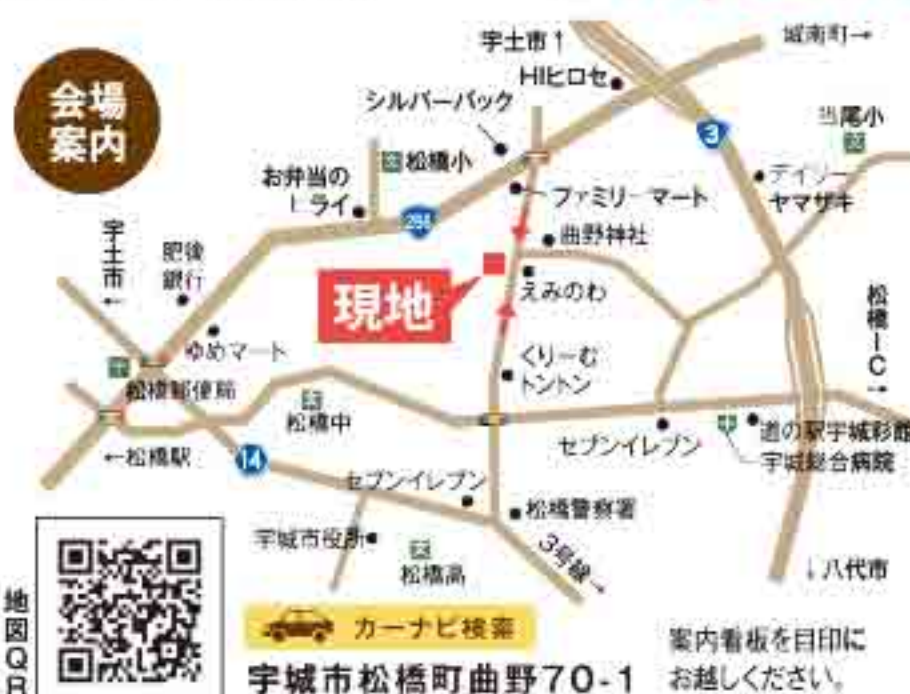 会場
案内
宇土市↑
城南町→
HIヒロセ
シルバーバック
3
当尾小
松橋小
お弁当の
ヒライ
ファミリーマート
デイリー
ヤマザキ
曲野神社
宇土市
↓
肥後
銀行
現地
えみのわ
松橋IC
→
ゆめマート
くりーむ
トントン
松橋郵便局
松橋中
セブンイレブン
道の駅宇城彩館
宇城総合病院
←松橋駅
14
セブンイレブン
松橋警察署
宇城市役所
松橋高
3号線→
↓八代市
地図QR
カーナビ検索
宇城市松橋町曲野70-1
案内看板を目印に
お越しください。